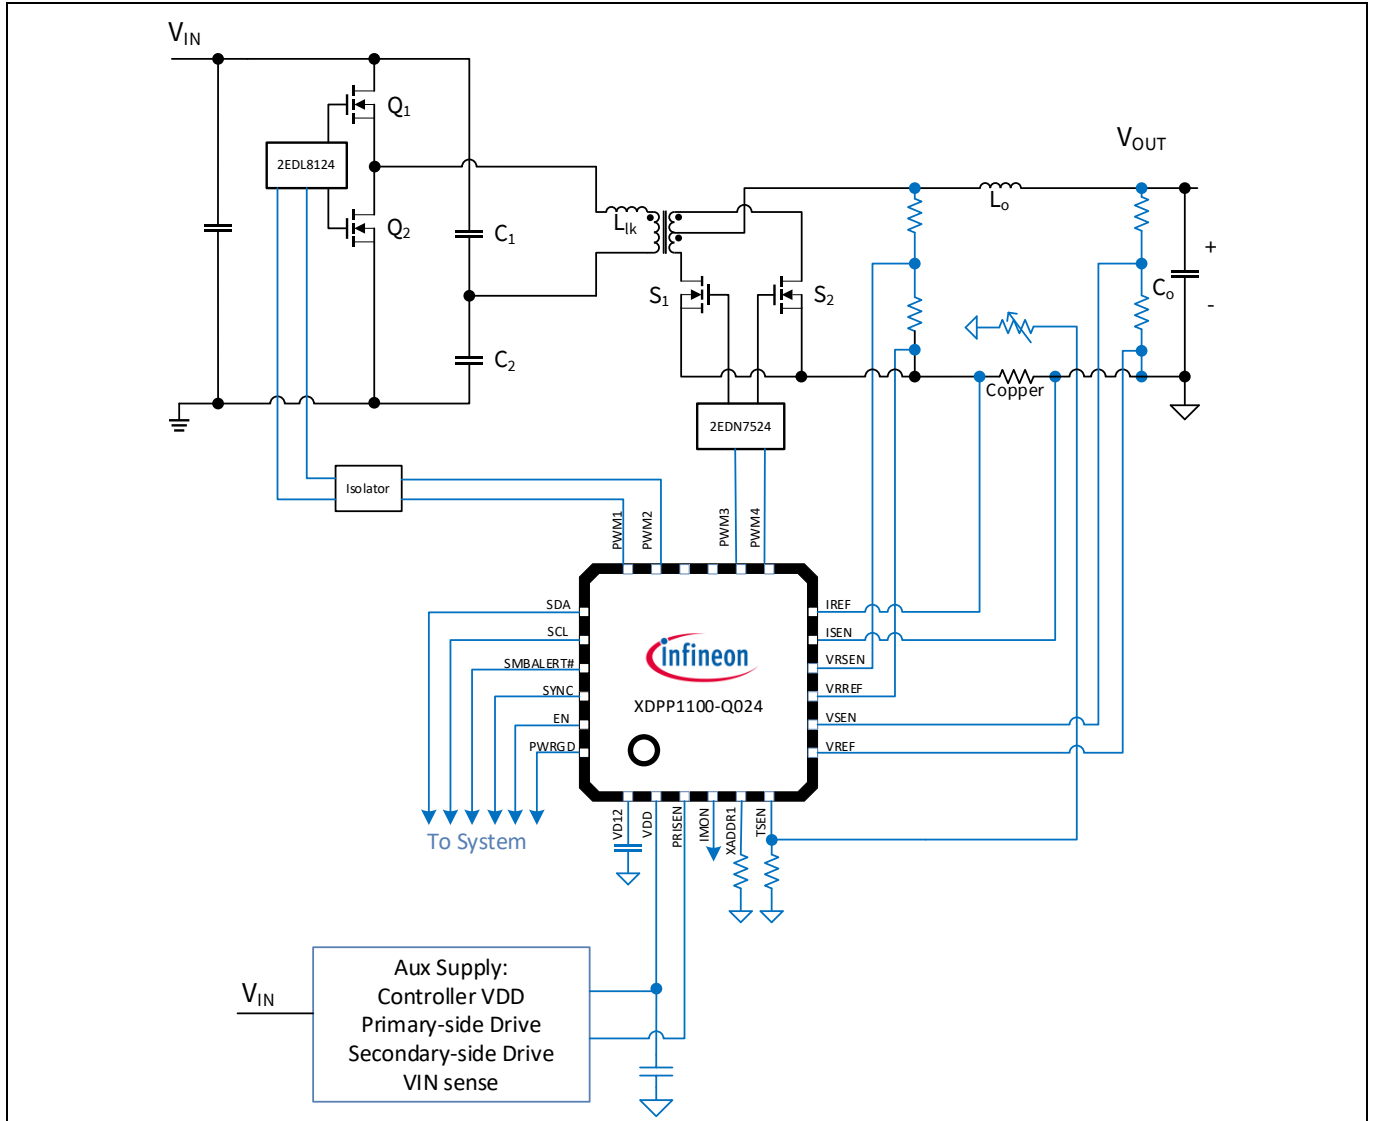 VIN
Q1
2EDL8124
Q2
C1
C2
Llk
S1
S2
VOUT
Lo
Co
+
-
Copper
2EDN7524
Isolator
PWM1
PWM2
PWM3
PWM4
SDA
SCL
SMBALERT#
SYNC
EN
PWRGD
IREF
ISEN
VRSEN
VRREF
VSEN
VREF
infineon
XDPP1100-Q024
VD12
VDD
PRISEN
IMON
XADDR1
TSEN
To System
VIN
Aux Supply:
Controller VDD
Primary-side Drive
Secondary-side Drive
VIN sense